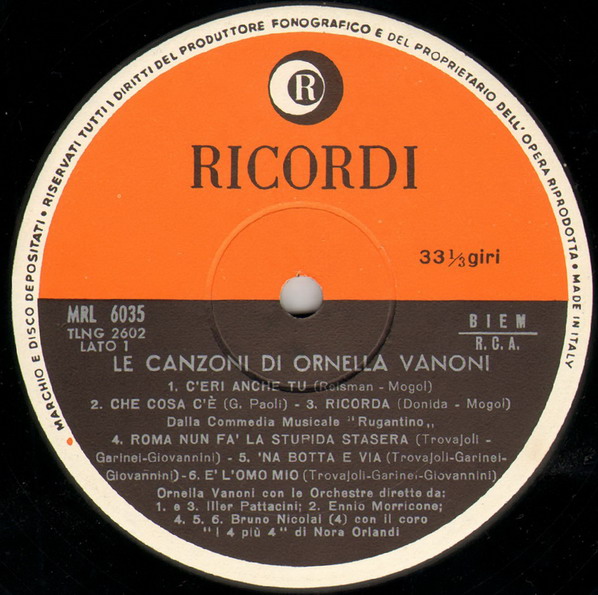 MARCHIO E DISCO DEPOSITATI • RISERVATI TUTTI I DIRITTI DEL PRODUTTORE FONOGRAFICO E DEL PROPRIETARIO DELL'OPERA RIPRODOTTA • MADE IN ITALY
R
RICORDI
33 1/3 giri
MRL 6035
TLNG 2602
LATO 1
BIEM
R.C.A.
LE CANZONI DI ORNELLA VANONI
1. C'ERI ANCHE TU (Reisman - Mogol)
2. CHE COSA C'È (G. Paoli) - 3. RICORDA (Donida - Mogol)
Dalla Commedia Musicale "Rugantino„
4. ROMA NUN FA' LA STUPIDA STASERA (Trovajoli -
Garinei-Giovannini) - 5. 'NA BOTTA E VIA (Trovajoli-Garinei-
Giovannini)-6. E' L'OMO MIO (Trovajoli-Garinei-Giovannini)
Ornella Vanoni con le Orchestre dirette da:
1. e 3. Iller Pattacini; 2. Ennio Morricone;
4. 5. 6. Bruno Nicolai (4) con il coro
"I 4 più 4" di Nora Orlandi